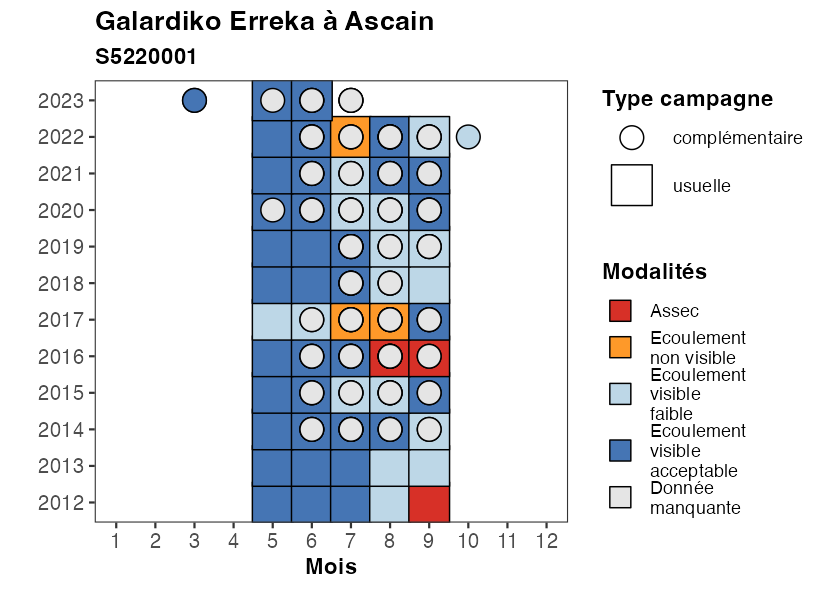 Galardiko Erreka à Ascain
S5220001
2023
2022
2021
2020
2019
2018
2017
2016
2015
2014
2013
2012
1 2 3 4 5 6 7 8 9 10 11 12
Mois
Type campagne
complémentaire
usuelle
Modalités
Assec
Ecoulement
non visible
Ecoulement
visible
faible
Ecoulement
visible
acceptable
Donnée
manquante